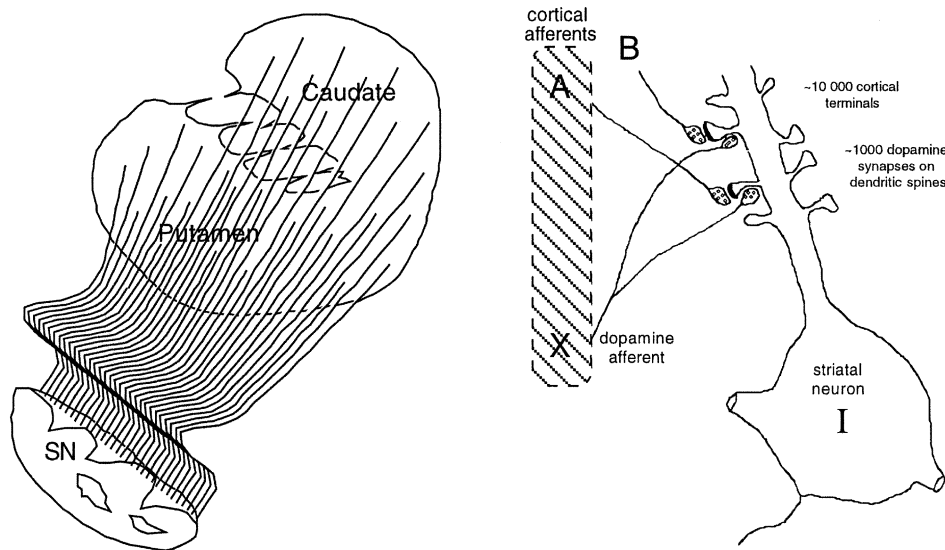 Caudate
Putamen
SN
cortical
afferents
B
A
~10 000 cortical
terminals
~1000 dopamine
synapses on
dendritic spines
X
dopamine
afferent
striatal
neuron
I